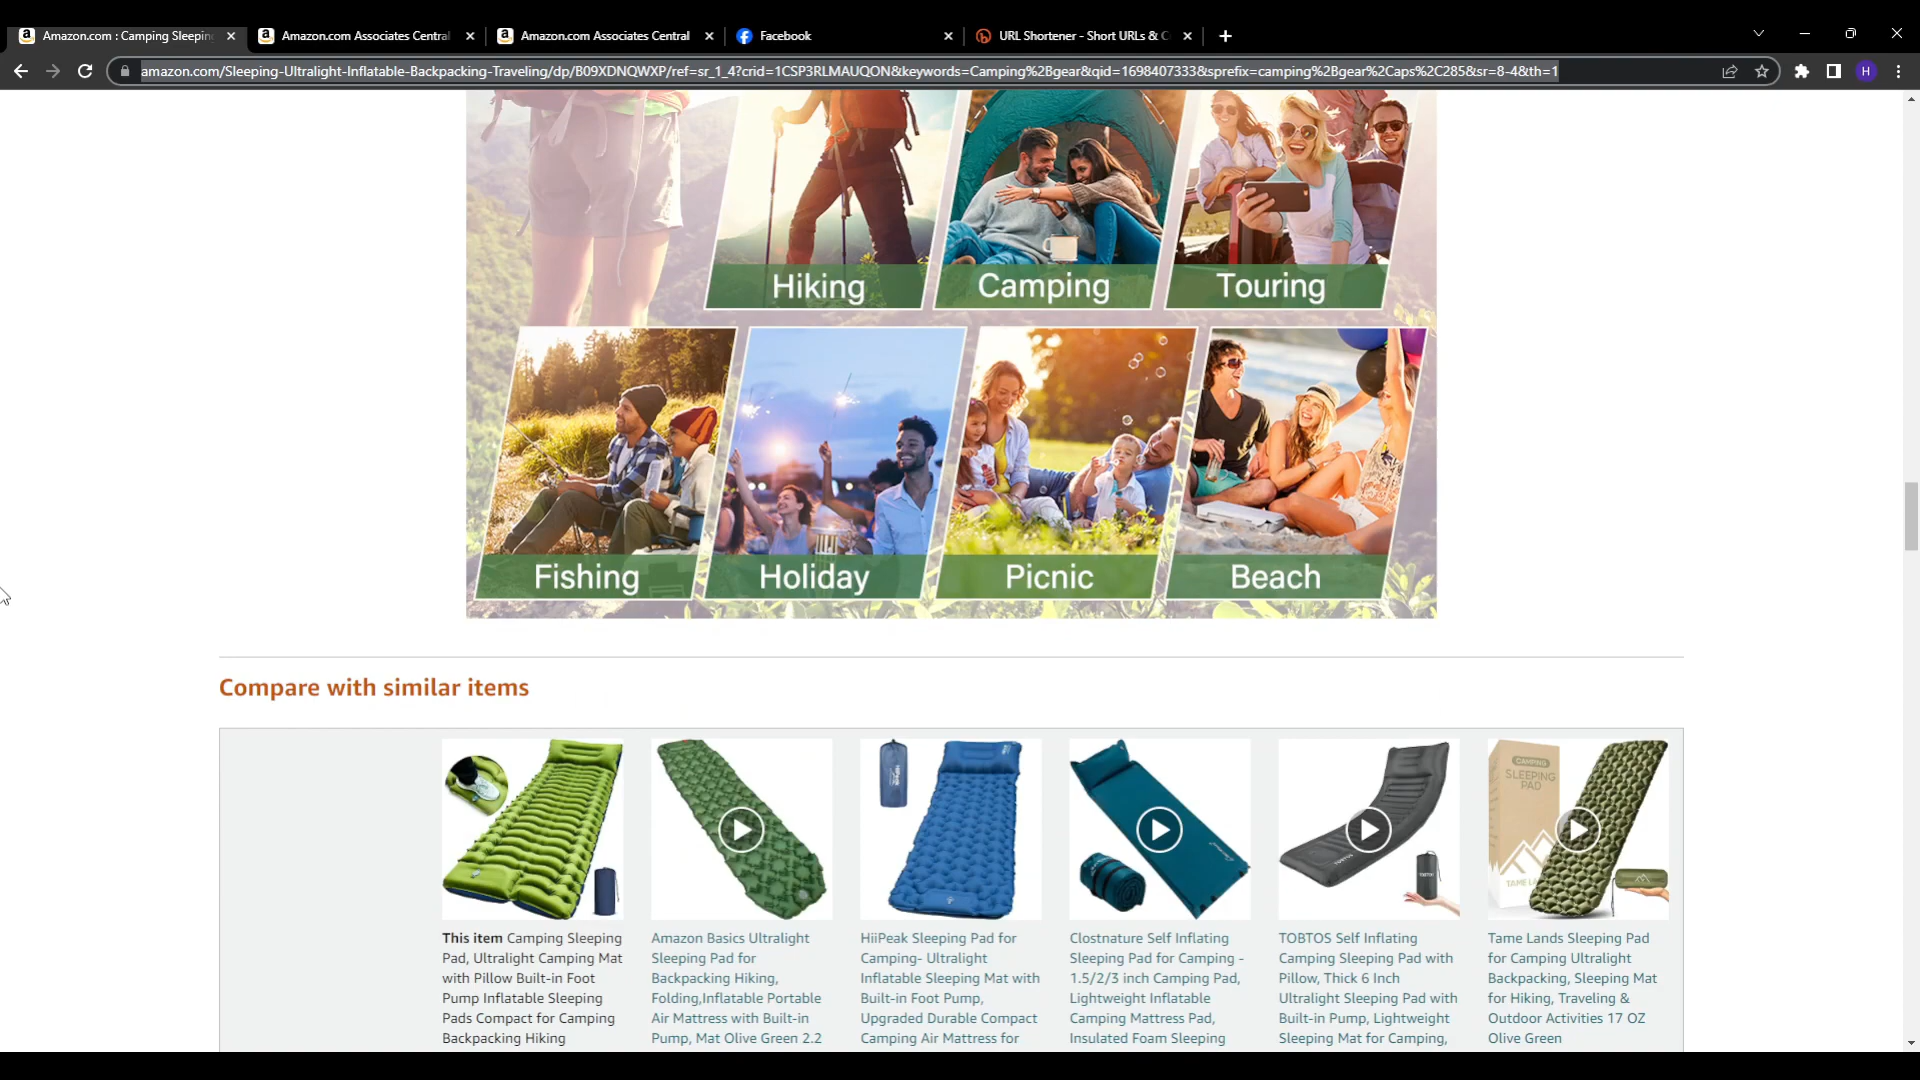 Amazon.com : Camping Sleeping
Amazon.com Associates Central
Amazon.com Associates Central
Facebook
URL Shortener - Short URLs & C
amazon.com/Sleeping-Ultralight-Inflatable-Backpacking-Traveling/dp/B09XDNQWXP/ref=sr_1_4?crid=1CSP3RLMAUQON&keywords=Camping%2Bgear&qid=1698407333&sprefix=camping%2Bgear%2Caps%2C285&sr=8-4&th=1
H
Hiking
Camping
Touring
Fishing
Holiday
Picnic
Beach
Compare with similar items
CAMPING
SLEEPING
PAD
This item Camping Sleeping
Pad, Ultralight Camping Mat
with Pillow Built-in Foot
Pump Inflatable Sleeping
Pads Compact for Camping
Backpacking Hiking
Amazon Basics Ultralight
Sleeping Pad for
Backpacking Hiking,
Folding,Inflatable Portable
Air Mattress with Built-in
Pump, Mat Olive Green 2.2
HiiPeak Sleeping Pad for
Camping- Ultralight
Inflatable Sleeping Mat with
Built-in Foot Pump,
Upgraded Durable Compact
Camping Air Mattress for
Clostnature Self Inflating
Sleeping Pad for Camping -
1.5/2/3 inch Camping Pad,
Lightweight Inflatable
Camping Mattress Pad,
Insulated Foam Sleeping
TOBTOS Self Inflating
Camping Sleeping Pad with
Pillow, Thick 6 Inch
Ultralight Sleeping Pad with
Built-in Pump, Lightweight
Sleeping Mat for Camping,
Tame Lands Sleeping Pad
for Camping Ultralight
Backpacking, Sleeping Mat
for Hiking, Traveling &
Outdoor Activities 17 OZ
Olive Green